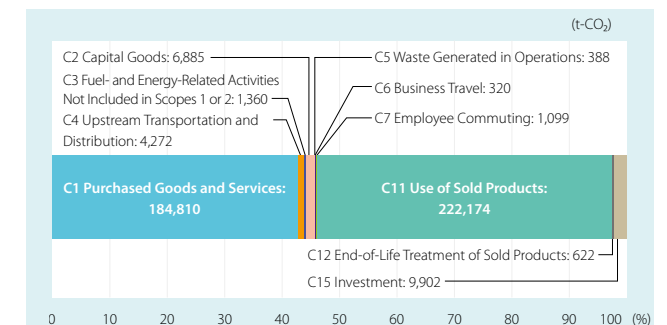 (t-CO₂)
C2 Capital Goods: 6,885
C5 Waste Generated in Operations: 388
C3 Fuel- and Energy-Related Activities
Not Included in Scopes 1 or 2: 1,360
C6 Business Travel: 320
C4 Upstream Transportation and
Distribution: 4,272
C7 Employee Commuting: 1,099
C1 Purchased Goods and Services:
184,810
C11 Use of Sold Products:
222,174
C12 End-of-Life Treatment of Sold Products: 622
C15 Investment: 9,902
0 10 20 30 40 50 60 70 80 90 100 (%)